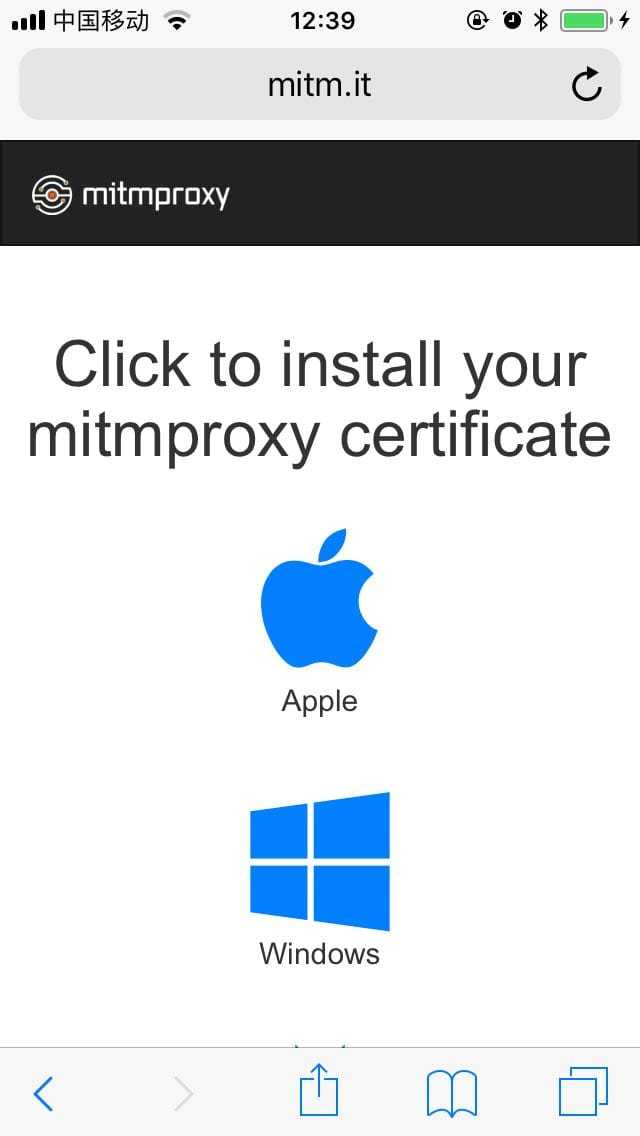 中国移动 12:39
mitm.it
mitmproxy
Click to install your
mitmproxy certificate
Apple
Windows